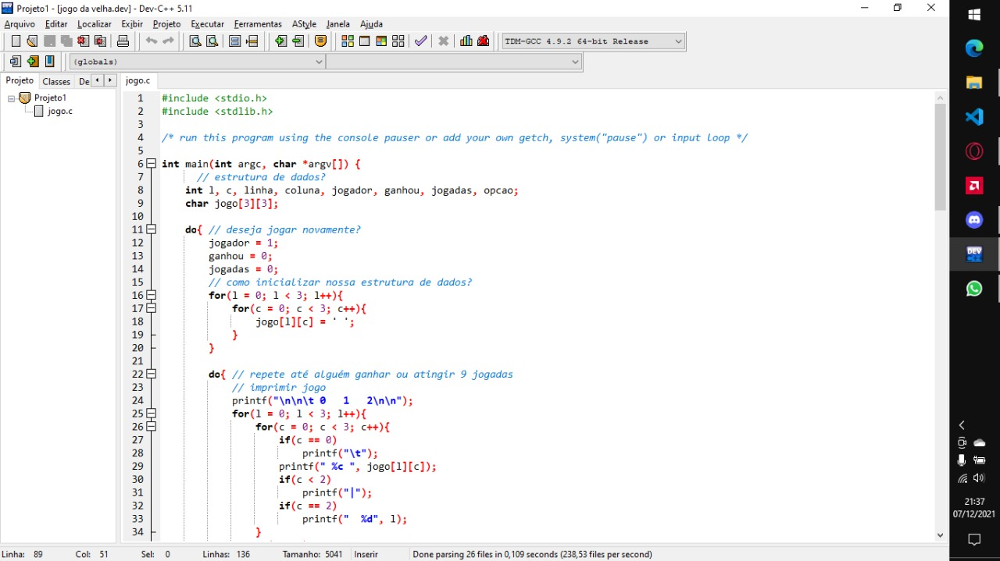 Projeto1 - [jogo da velha.dev] - Dev-C++ 5.11
Arquivo Editar Localizar Exibir Projeto Executar Ferramentas AStyle Janela Ajuda
TDM-GCC 4.9.2 64-bit Release
(globals)
Projeto Classes De
jogo.c
Projeto1
jogo.c
1 #include <stdio.h>
2 #include <stdlib.h>
3
4 /* run this program using the console pauser or add your own getch, system("pause") or input loop */
5
6 int main(int argc, char *argv[]) {
7 // estrutura de dados?
8 int l, c, linha, coluna, jogador, ganhou, jogadas, opcao;
9 char jogo[3][3];
10
11 do{ // deseja jogar novamente?
12 jogador = 1;
13 ganhou = 0;
14 jogadas = 0;
15 // como inicializar nossa estrutura de dados?
16 for(l = 0; l < 3; l++){
17 for(c = 0; c < 3; c++){
18 jogo[l][c] = ' ';
19 }
20 }
21
22 do{ // repete até alguém ganhar ou atingir 9 jogadas
23 // imprimir jogo
24 printf("\n\n\t 0   1   2\n\n");
25 for(l = 0; l < 3; l++){
26 for(c = 0; c < 3; c++){
27 if(c == 0)
28 printf("\t");
29 printf(" %c ", jogo[l][c]);
30 if(c < 2)
31 printf("|");
32 if(c == 2)
33 printf("  %d", l);
34 }
DEV
21:37
07/12/2021
Linha: 89 Col: 51 Sel: 0 Linhas: 136 Tamanho: 5041 Inserir Done parsing 26 files in 0,109 seconds (238,53 files per second)